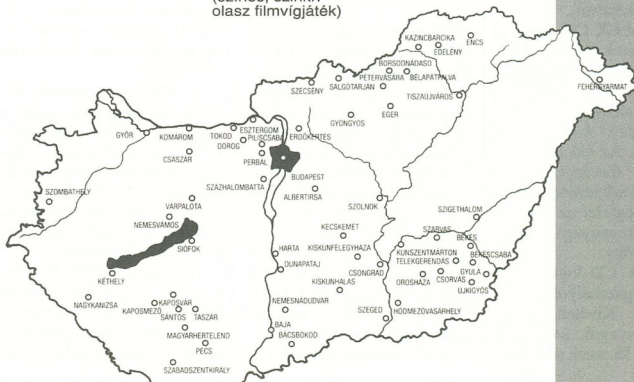 (színes, szinkr.
olasz filmvígjáték)
KAZINCBARCIKA
ENCS
EDELÉNY
BORSODNÁDASD
PÉTERVÁSÁRA
BÉLAPÁTFALVA
SZÉCSÉNY
SALGÓTARJÁN
FEHÉRGYARMAT
TISZAÚJVÁROS
EGER
GYÖNGYÖS
ESZTERGOM
TOKOD
PILISCSABA
ERDŐKERTES
GYŐR
KOMÁROM
DOROG
CSÁSZÁR
PERBÁL
BUDAPEST
SZÁZHALOMBATTA
ALBERTIRSA
SZOMBATHELY
VÁRPALOTA
SZOLNOK
NEMESVÁMOS
SZIGETHALOM
SIÓFOK
KECSKEMÉT
SZARVAS
BÉKÉS
HARTA
KISKUNFÉLEGYHÁZA
KUNSZENTMÁRTON
TELEKGERENDÁS
BÉKÉSCSABA
KÉTHELY
DUNAPATAJ
CSONGRÁD
OROSHÁZA
CSORVÁS
GYULA
ÚJKÍGYÓS
KISKUNHALAS
NAGYKANIZSA
KAPOSVÁR
KAPOSMÉRŐ
SÁNTOS
TASZÁR
NEMESNÁDUDVAR
SZEGED
HÓDMEZŐVÁSÁRHELY
MAGYARHERTELEND
BAJA
BÁCSBOKOD
PÉCS
SZABADSZENTKIRÁLY